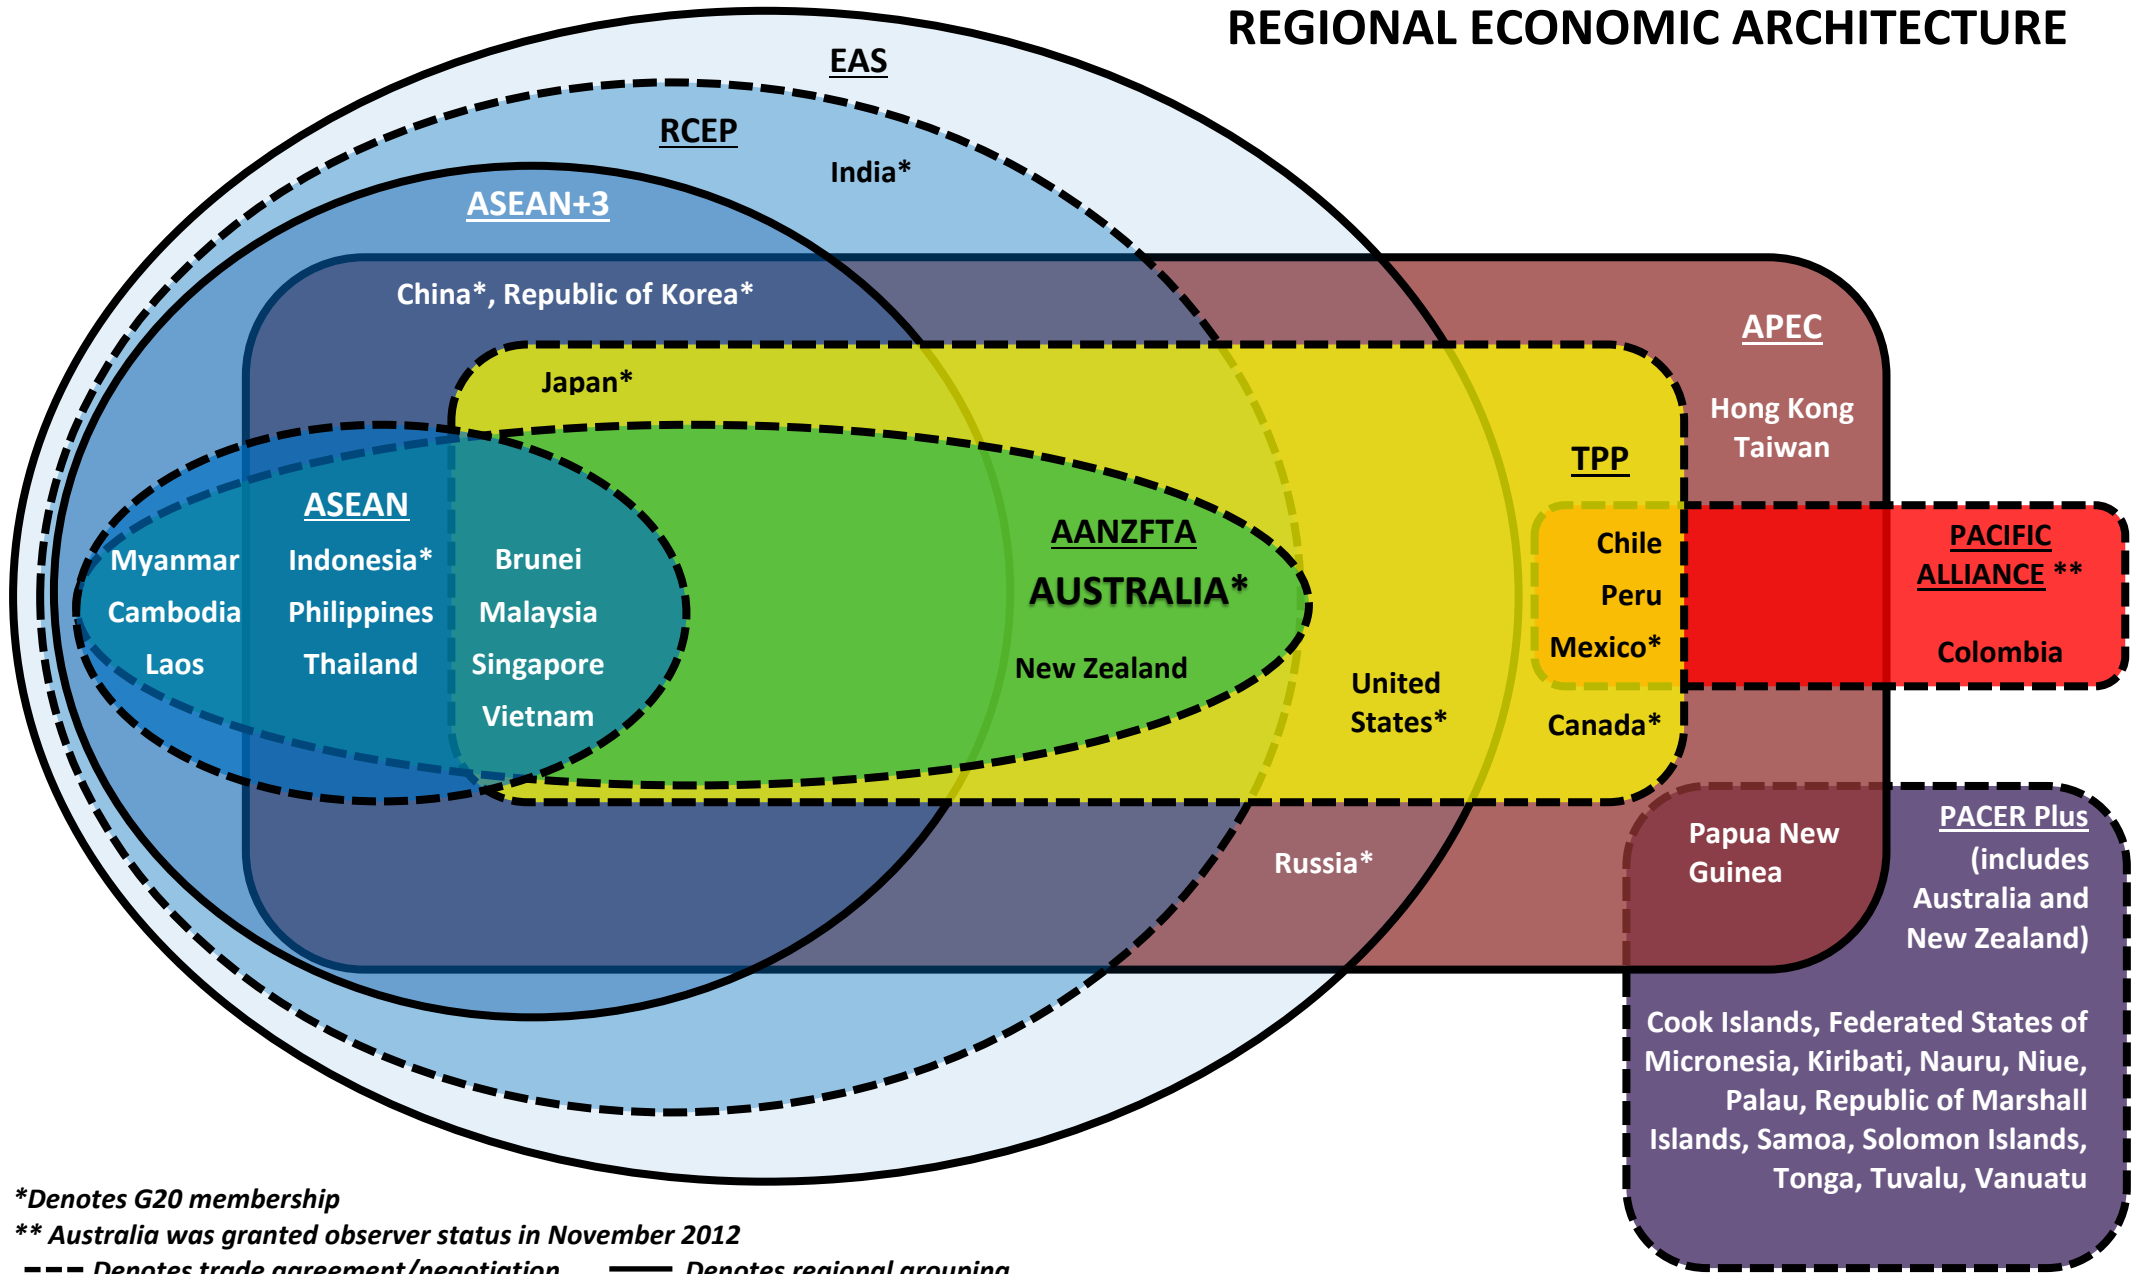 REGIONAL ECONOMIC ARCHITECTURE
EAS
RCEP
India*
ASEAN+3
China*, Republic of Korea*
APEC
Hong Kong
Taiwan
Japan*
TPP
ASEAN
Myanmar
Cambodia
Laos
Indonesia*
Philippines
Thailand
Brunei
Malaysia
Singapore
Vietnam
AANZFTA
AUSTRALIA*
New Zealand
United
States*
Chile
Peru
Mexico*
Canada*
PACIFIC
ALLIANCE **
Colombia
Russia*
Papua New
Guinea
PACER Plus
(includes
Australia and
New Zealand)
Cook Islands, Federated States of
Micronesia, Kiribati, Nauru, Niue,
Palau, Republic of Marshall
Islands, Samoa, Solomon Islands,
Tonga, Tuvalu, Vanuatu
*Denotes G20 membership
** Australia was granted observer status in November 2012
Denotes trade agreement/negotiation
Denotes regional grouping